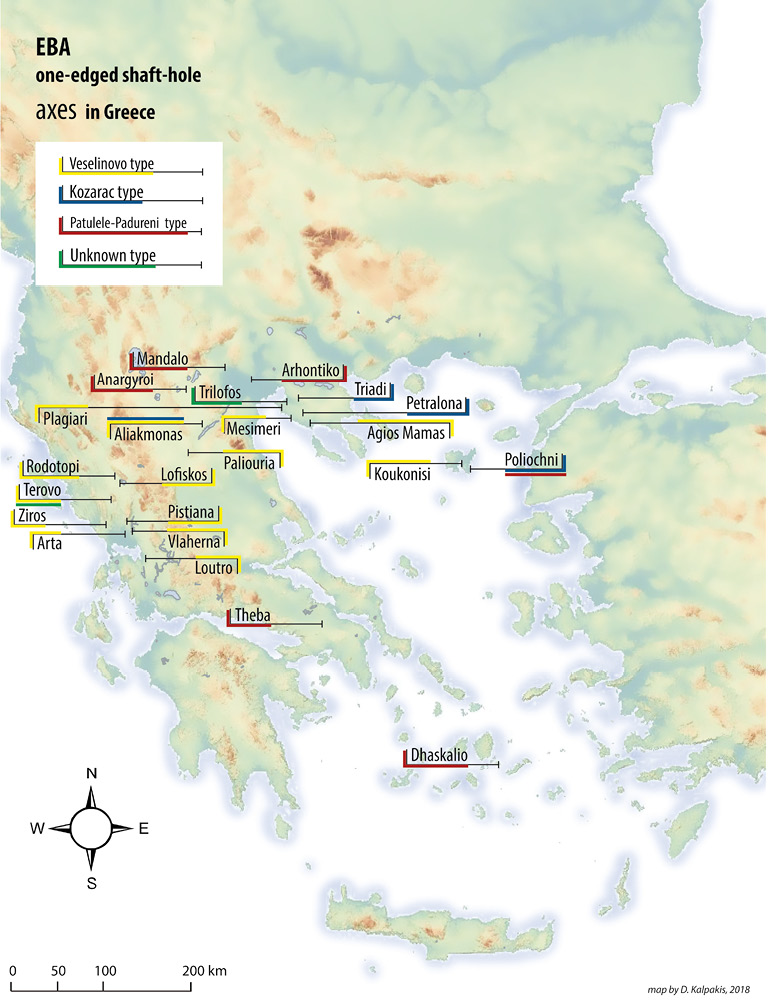 EBA
one-edged shaft-hole
axes in Greece
Veselinovo type
Kozarac type
Patulele-Padureni type
Unknown type
Mandalo
Arhontiko
Anargyroi
Trilofos
Triadi
Petralona
Plagiari
Aliakmonas
Mesimeri
Agios Mamas
Paliouria
Poliochni
Rodotopi
Lofiskos
Koukonisi
Terovo
Ziros
Pistiana
Arta
Vlaherna
Loutro
Theba
Dhaskalio
N
W E
S
0 50 100 200 km
map by D. Kalpakis, 2018